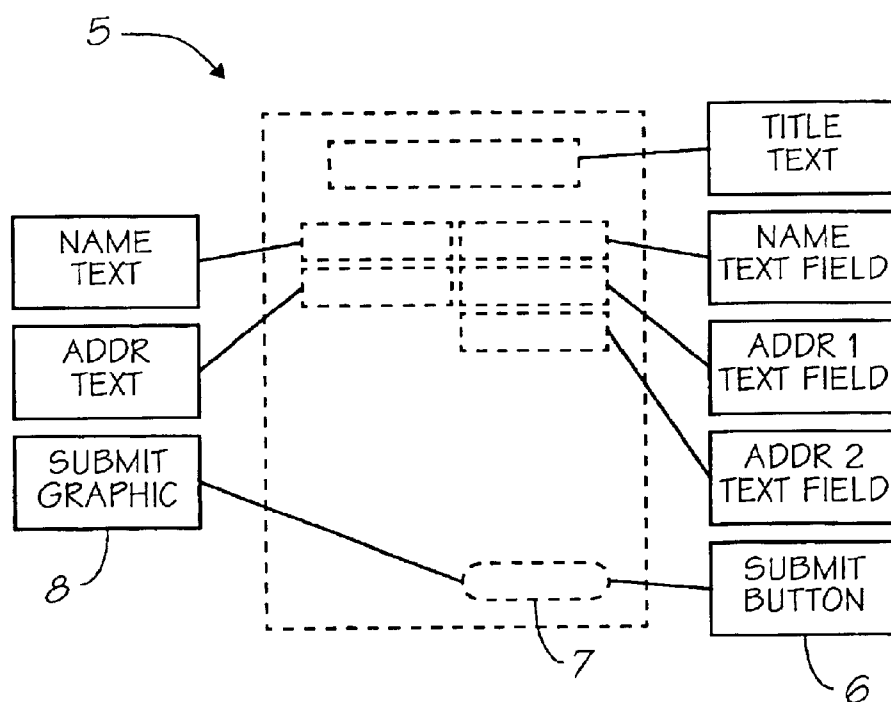 5
TITLE
TEXT
NAME
TEXT
NAME
TEXT FIELD
ADDR
TEXT
ADDR 1
TEXT FIELD
SUBMIT
GRAPHIC
ADDR 2
TEXT FIELD
SUBMIT
BUTTON
8
7
6